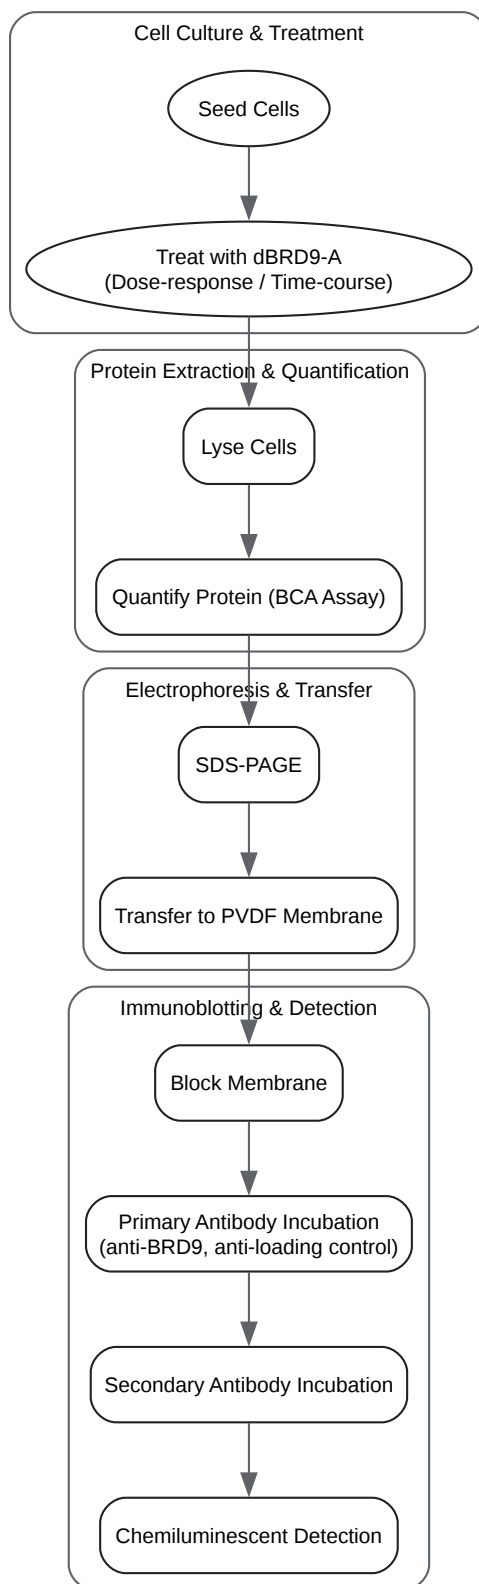 Cell Culture & Treatment
Seed Cells
Treat with dBRD9-A
(Dose-response / Time-course)
Protein Extraction & Quantification
Lyse Cells
Quantify Protein (BCA Assay)
Electrophoresis & Transfer
SDS-PAGE
Transfer to PVDF Membrane
Immunoblotting & Detection
Block Membrane
Primary Antibody Incubation
(anti-BRD9, anti-loading control)
Secondary Antibody Incubation
Chemiluminescent Detection